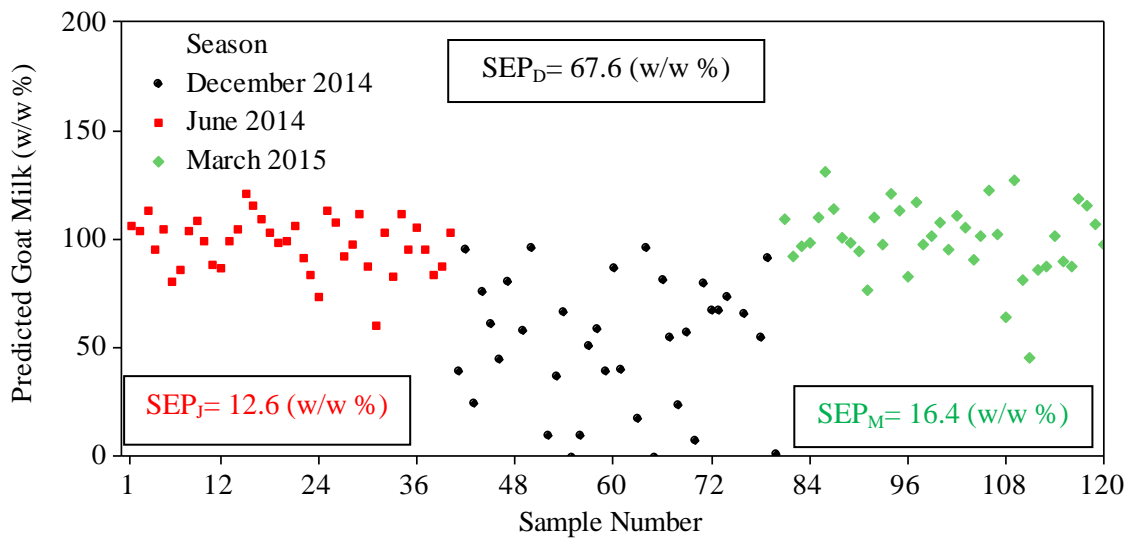 200
150
100
50
0
Predicted Goat Milk (w/w %)
Season
December 2014
June 2014
March 2015
SEP_D= 67.6 (w/w %)
SEP_J= 12.6 (w/w %)
SEP_M= 16.4 (w/w %)
1 12 24 36 48 60 72 84 96 108 120
Sample Number